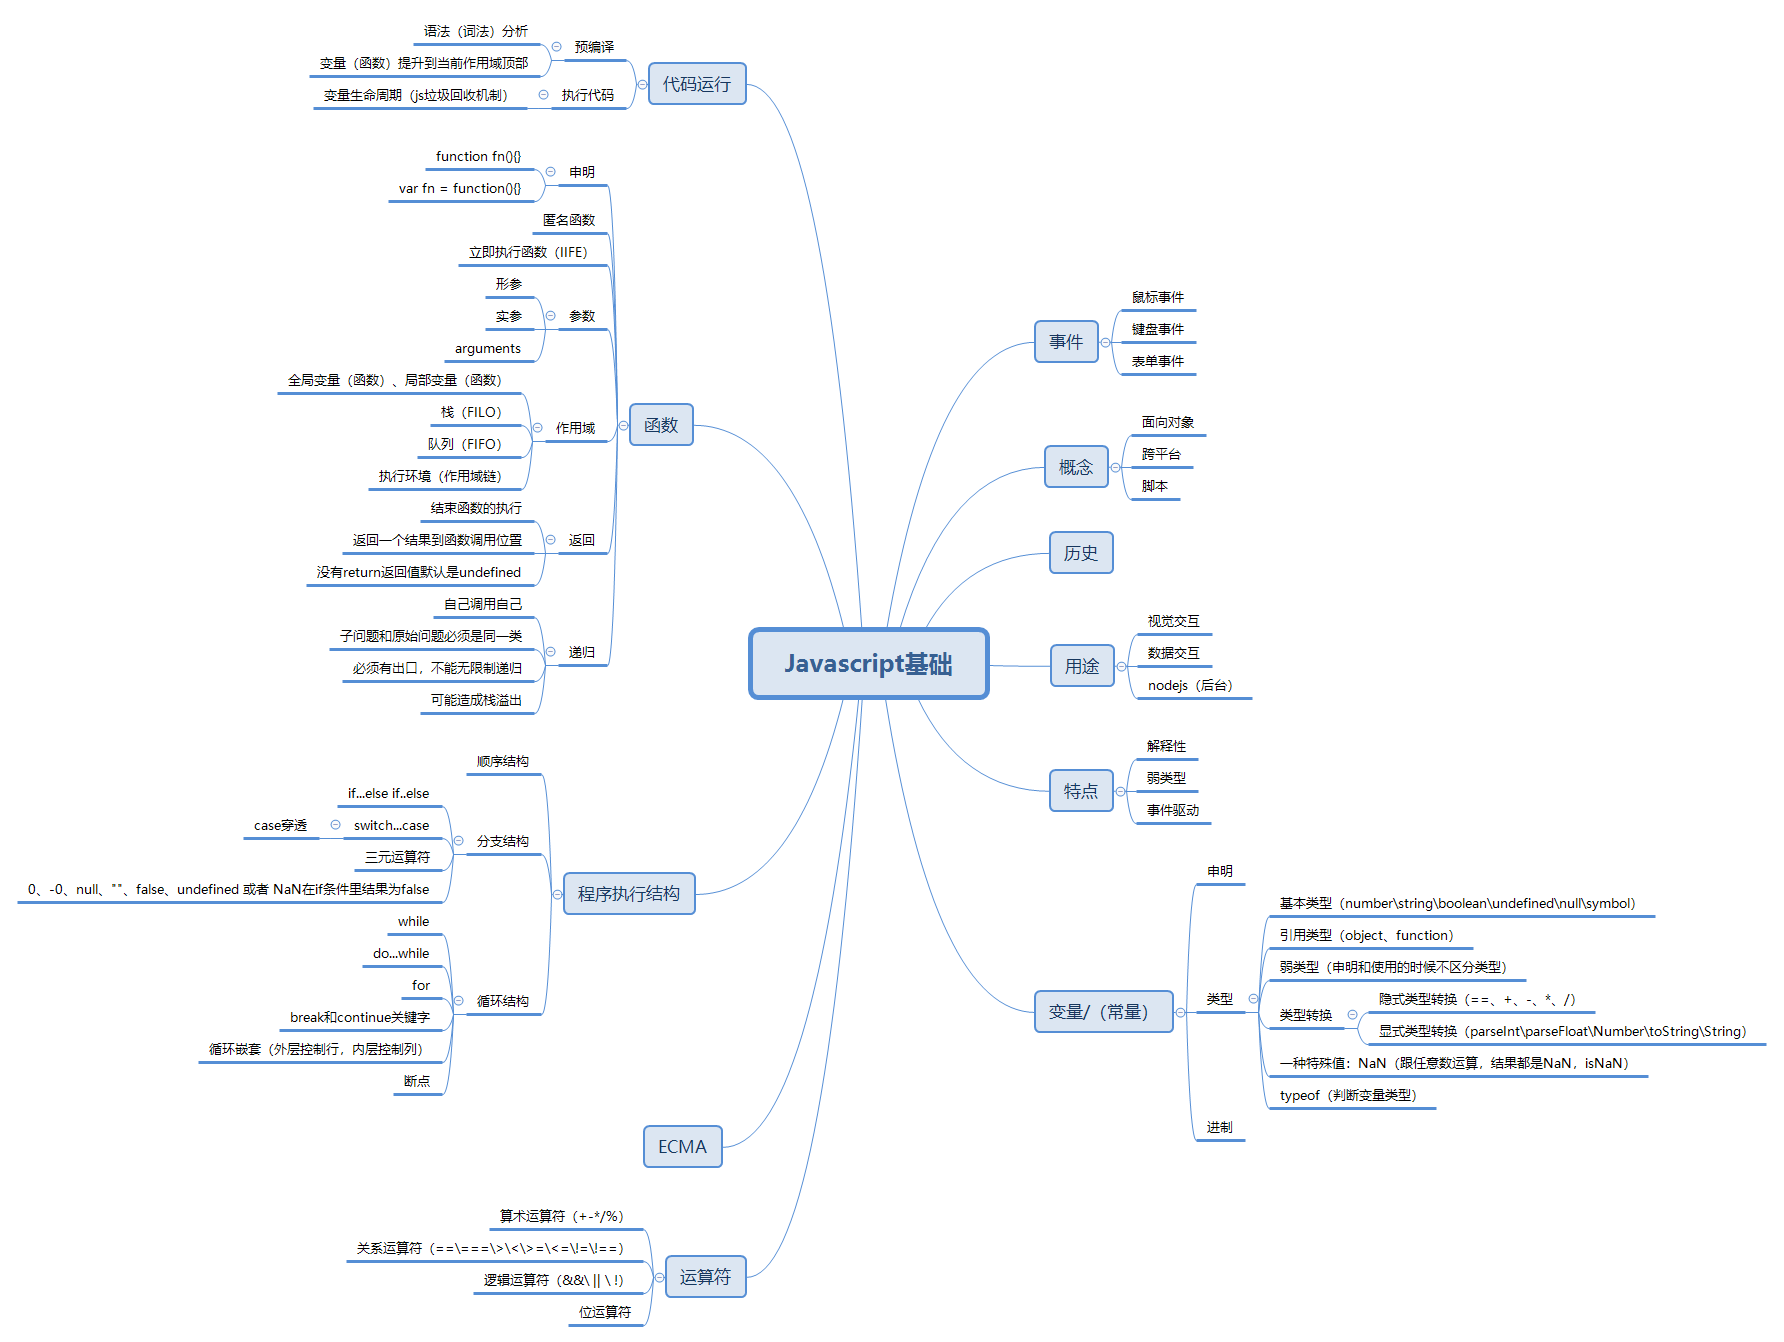 Javascript基础
代码运行
预编译
语法（词法）分析
变量（函数）提升到当前作用域顶部
执行代码
变量生命周期（js垃圾回收机制）
函数
申明
function fn(){}
var fn = function(){}
匿名函数
立即执行函数（IIFE）
参数
形参
实参
arguments
作用域
全局变量（函数）、局部变量（函数）
栈（FILO）
队列（FIFO）
执行环境（作用域链）
返回
结束函数的执行
返回一个结果到函数调用位置
没有return返回值默认是undefined
递归
自己调用自己
子问题和原始问题必须是同一类
必须有出口，不能无限制递归
可能造成栈溢出
程序执行结构
顺序结构
分支结构
if...else if..else
switch...case
case穿透
三元运算符
0、-0、null、""、false、undefined 或者 NaN在if条件里结果为false
循环结构
while
do...while
for
break和continue关键字
循环嵌套（外层控制行，内层控制列）
断点
ECMA
运算符
算术运算符（+-*/%）
关系运算符（==\===\>\<\>=\<=\!=\!==）
逻辑运算符（&&\ || \ !）
位运算符
事件
鼠标事件
键盘事件
表单事件
概念
面向对象
跨平台
脚本
历史
用途
视觉交互
数据交互
nodejs（后台）
特点
解释性
弱类型
事件驱动
变量/（常量）
申明
类型
基本类型（number\string\boolean\undefined\null\symbol）
引用类型（object、function）
弱类型（申明和使用的时候不区分类型）
类型转换
隐式类型转换（==、+、-、*、/）
显式类型转换（parseInt\parseFloat\Number\toString\String）
一种特殊值：NaN（跟任意数运算，结果都是NaN，isNaN）
typeof（判断变量类型）
进制